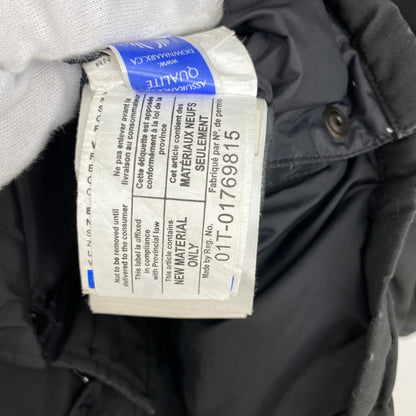 Not to be removed until
delivered to the consumer
Ne pas enlever avant la
livraison au consommateur
This label is affixed
in compliance
with Provincial law
Cette étiquette est apposée
conformément à la loi de la
province
This article contains
NEW MATERIAL
ONLY
Cet article contient des
MATÉRIAUX NEUFS
SEULEMENT
Made by Reg. No.
Fabriqué par Nº. de permis
01T-01769815
ASSURANCE
QUALITÉ
WWW.
DOWNMARK.CA